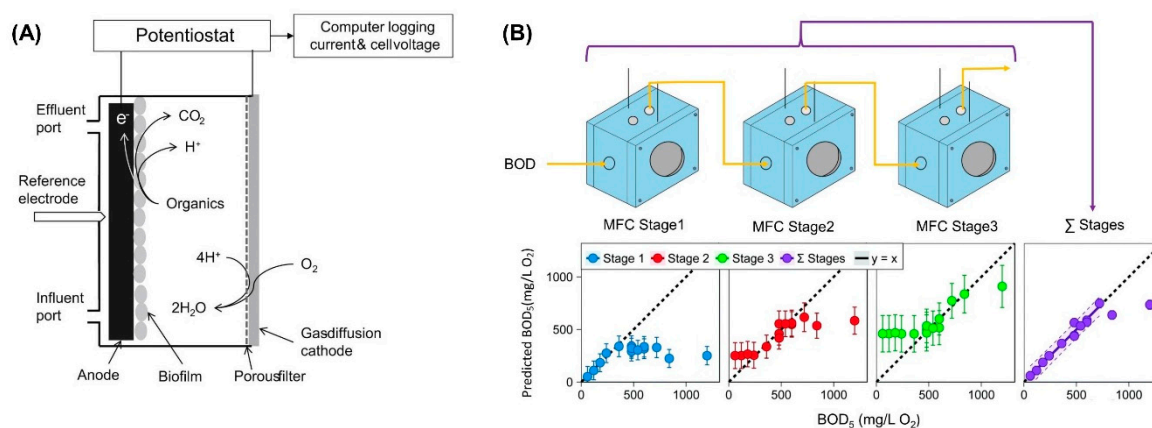 (A)
Potentiostat
Computer logging
current& cellvoltage
Effluent
port
e-
CO2
H+
Reference
electrode
Organics
4H+
O2
2H2O
Influent
port
Gasdiffusion
cathode
Anode
Biofilm
Porousfilter
(B)
BOD
MFC Stage1
MFC Stage2
MFC Stage3
∑ Stages
Stage 1
Stage 2
Stage 3
Σ Stages
y = x
Predicted BOD5(mg/L O2)
1000
500
0
0 500 1000
0 500 1000
0 500 1000
0 500 1000
BOD5 (mg/L O2)